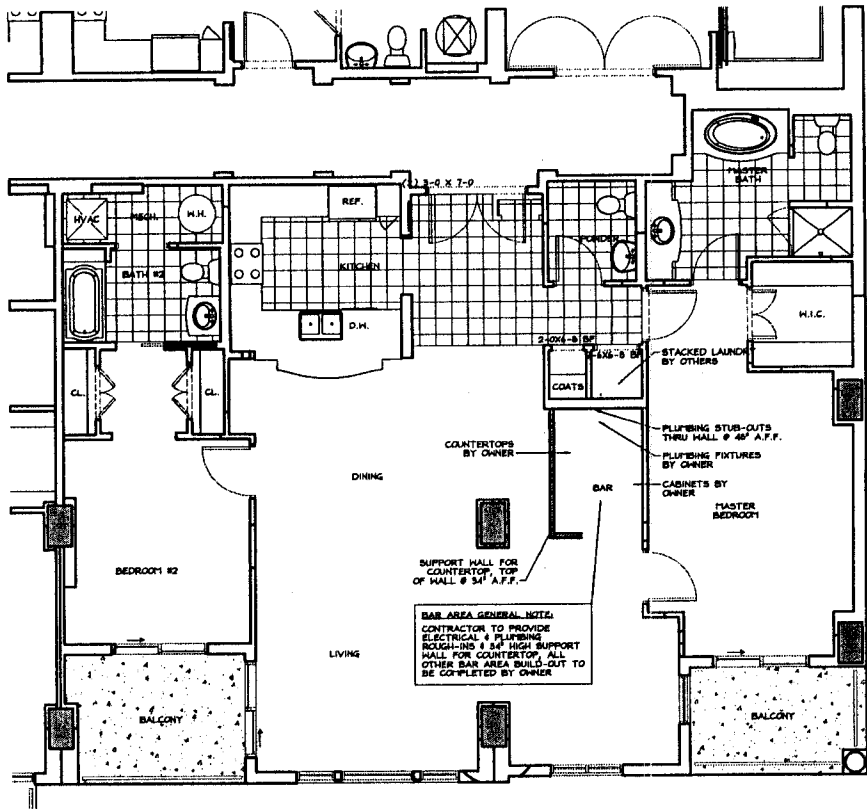 (2) 3-0 X 7-0
HVAC
MECH.
W.H.
REF.
MASTER
BATH
POWDER
KITCHEN
BATH #2
W.I.C.
D.W.
2-0X6-8 BF
STACKED LAUNDRY
BY OTHERS
CL.
CL.
COATS
PLUMBING STUB-OUTS
THRU WALL @ 48" A.F.F.
COUNTERTOPS
BY OWNER
PLUMBING FIXTURES
BY OWNER
DINING
BAR
CABINETS BY
OWNER
MASTER
BEDROOM
BEDROOM #2
SUPPORT WALL FOR
COUNTERTOP, TOP
OF WALL @ 34" A.F.F.
BAR AREA GENERAL NOTE:
CONTRACTOR TO PROVIDE
ELECTRICAL & PLUMBING
ROUGH-INS & 34" HIGH SUPPORT
WALL FOR COUNTERTOP, ALL
OTHER BAR AREA BUILD-OUT TO
BE COMPLETED BY OWNER
LIVING
BALCONY
BALCONY